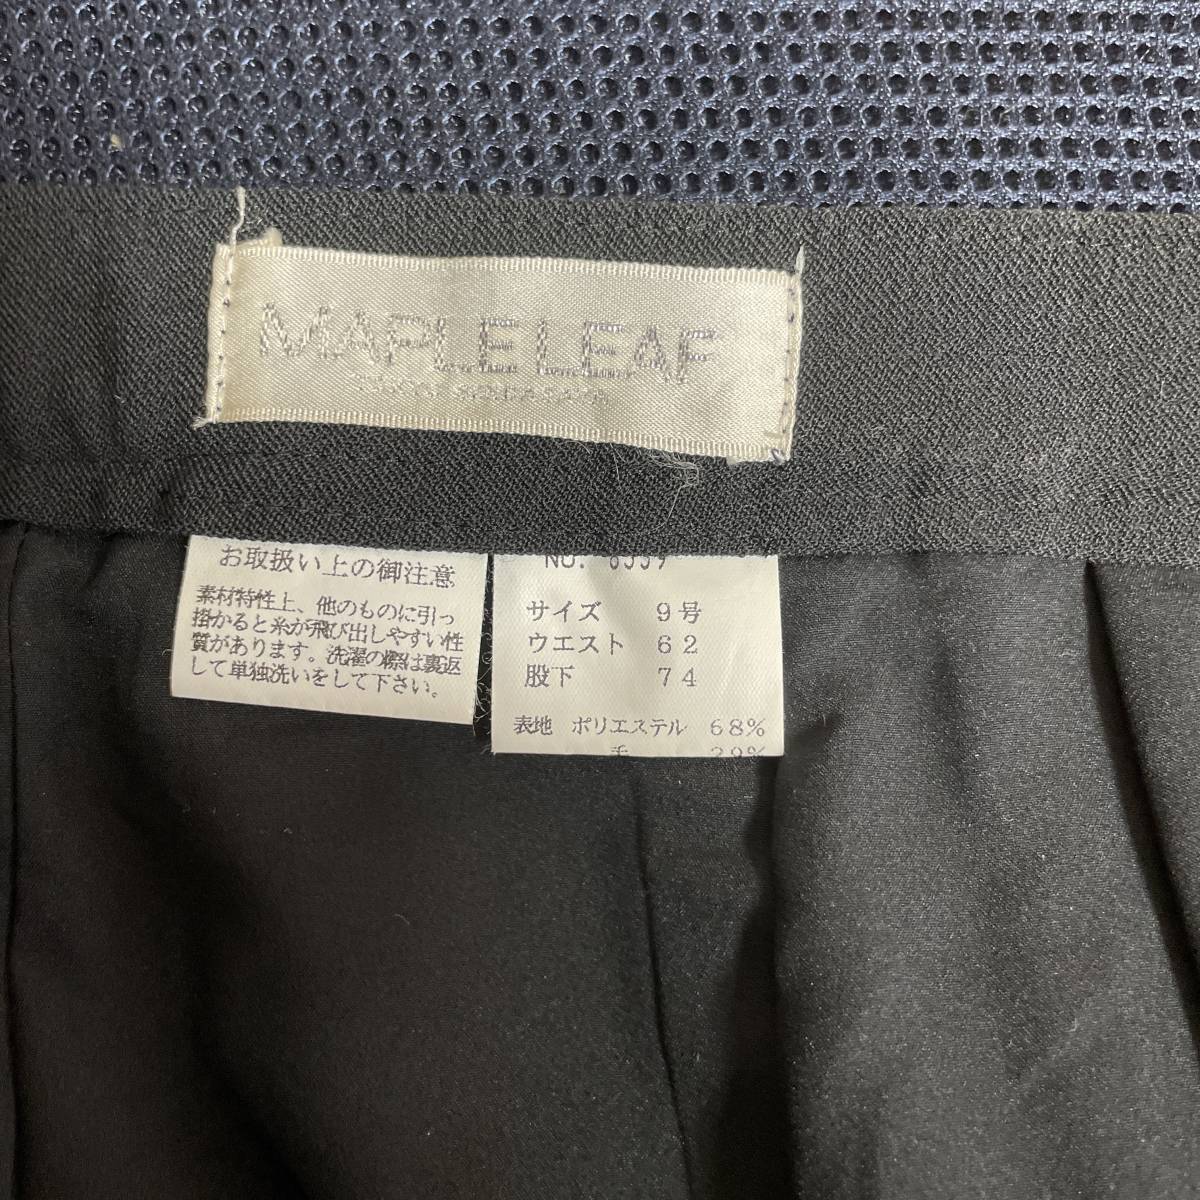 MAPLE LEAF
お取扱い上の御注意
素材特性上、他のものに引っ
掛かると糸が飛び出しやすい性
質があります。洗濯の際は裏返
して単独洗いをして下さい。
NO.
サイズ 9号
ウエスト 62
股下 74
表地 ポリエステル 68%
毛